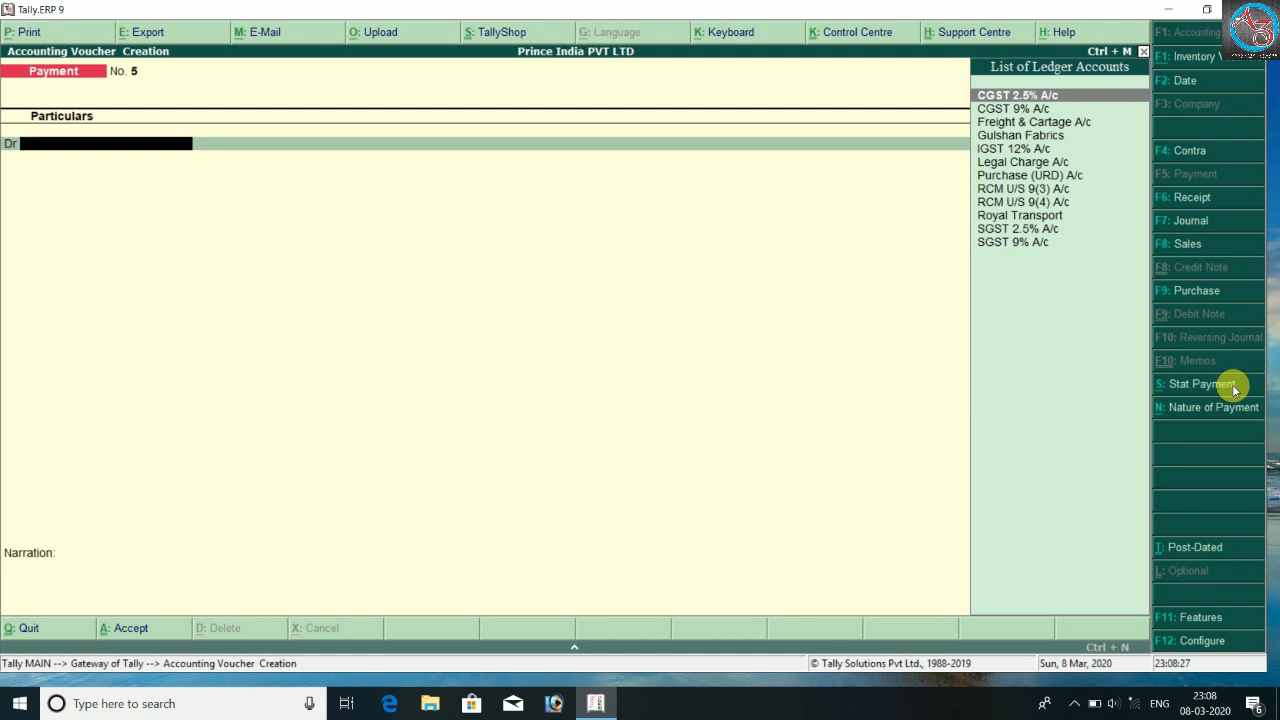 Tally.ERP 9
P: Print
E: Export
M: E-Mail
O: Upload
S: TallyShop
G: Language
K: Keyboard
K: Control Centre
H: Support Centre
H: Help
Accounting Voucher Creation
Prince India PVT LTD
Ctrl + M
Payment No. 5
Particulars
Dr
Narration:
List of Ledger Accounts
CGST 2.5% A/c
CGST 9% A/c
Freight & Cartage A/c
Gulshan Fabrics
IGST 12% A/c
Legal Charge A/c
Purchase (URD) A/c
RCM U/S 9(3) A/c
RCM U/S 9(4) A/c
Royal Transport
SGST 2.5% A/c
SGST 9% A/c
F1: Accounting
F1: Inventory
F2: Date
F3: Company
F4: Contra
F5: Payment
F6: Receipt
F7: Journal
F8: Sales
F8: Credit Note
F9: Purchase
F9: Debit Note
F10: Reversing Journal
F10: Memos
S: Stat Payment
N: Nature of Payment
T: Post-Dated
L: Optional
F11: Features
F12: Configure
Q: Quit
A: Accept
D: Delete
X: Cancel
Ctrl + N
Tally MAIN --> Gateway of Tally --> Accounting Voucher Creation
© Tally Solutions Pvt Ltd., 1988-2019
Sun, 8 Mar, 2020
23:08:27
Type here to search
ENG
23:08
08-03-2020
6